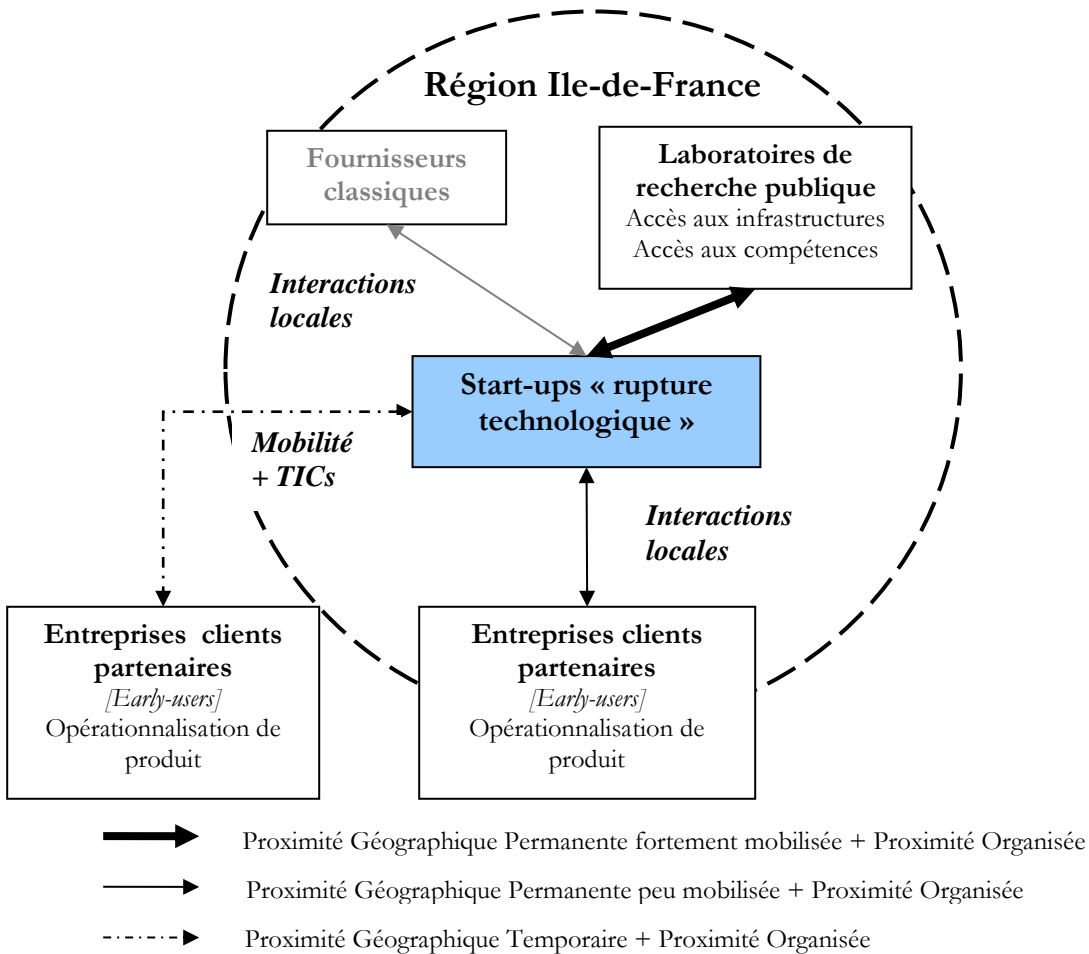 Région Ile-de-France
Fournisseurs
classiques
Laboratoires de
recherche publique
Accès aux infrastructures
Accès aux compétences
Interactions
locales
Start-ups « rupture
technologique »
Mobilité
+ TICs
Interactions
locales
Entreprises clients
partenaires
[Early-users]
Opérationnalisation de
produit
Entreprises clients
partenaires
[Early-users]
Opérationnalisation de
produit
Proximité Géographique Permanente fortement mobilisée + Proximité Organisée
Proximité Géographique Permanente peu mobilisée + Proximité Organisée
Proximité Géographique Temporaire + Proximité Organisée